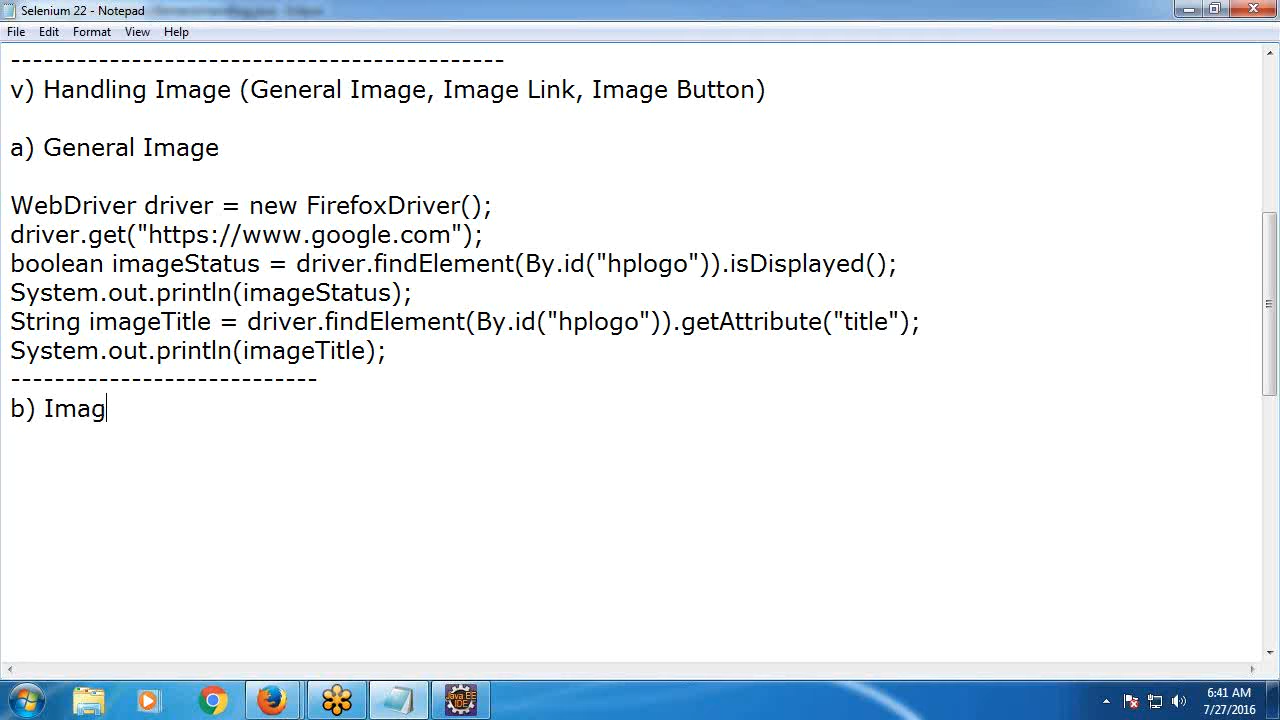 Selenium 22 - Notepad
File Edit Format View Help
---------------------------------------------
v) Handling Image (General Image, Image Link, Image Button)
a) General Image
WebDriver driver = new FirefoxDriver();
driver.get("https://www.google.com");
boolean imageStatus = driver.findElement(By.id("hplogo")).isDisplayed();
System.out.println(imageStatus);
String imageTitle = driver.findElement(By.id("hplogo")).getAttribute("title");
System.out.println(imageTitle);
----------------------------
b) Imag
Java EE
IDE
6:41 AM
7/27/2016